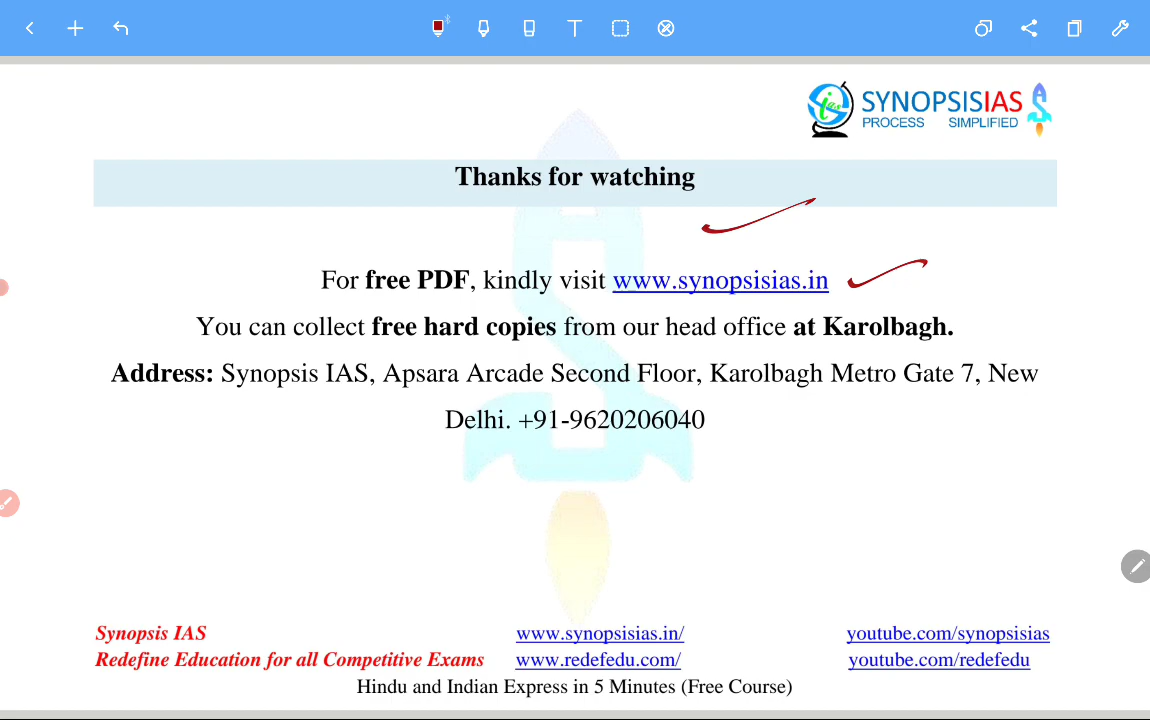 SYNOPSISIAS
PROCESS SIMPLIFIED
Thanks for watching
For free PDF, kindly visit www.synopsisias.in
You can collect free hard copies from our head office at Karolbagh.
Address: Synopsis IAS, Apsara Arcade Second Floor, Karolbagh Metro Gate 7, New
Delhi. +91-9620206040
Synopsis IAS www.synopsisias.in/ youtube.com/synopsisias
Redefine Education for all Competitive Exams www.redefedu.com/ youtube.com/redefedu
Hindu and Indian Express in 5 Minutes (Free Course)